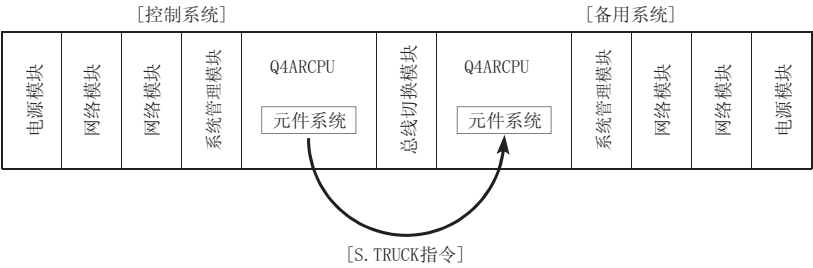 [控制系统]
[备用系统]
电源模块
网络模块
网络模块
系统管理模块
Q4ARCPU
元件系统
总线切换模块
Q4ARCPU
元件系统
系统管理模块
网络模块
网络模块
电源模块
[S.TRUCK指令]